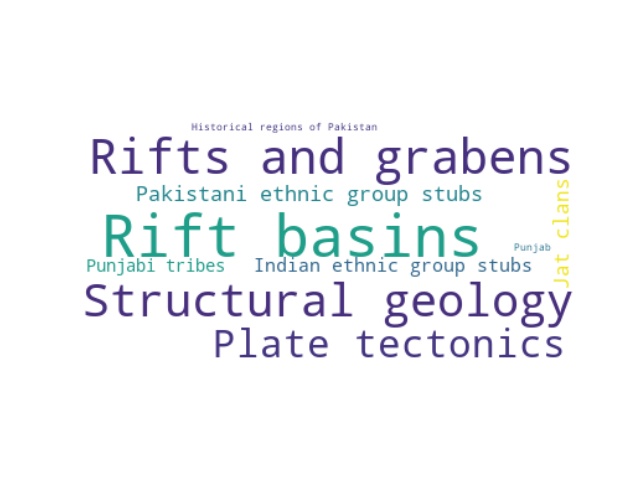 Historical regions of Pakistan
Rifts and grabens
Pakistani ethnic group stubs
Jat clans
Rift basins
Punjab
Punjabi tribes
Indian ethnic group stubs
Structural geology
Plate tectonics